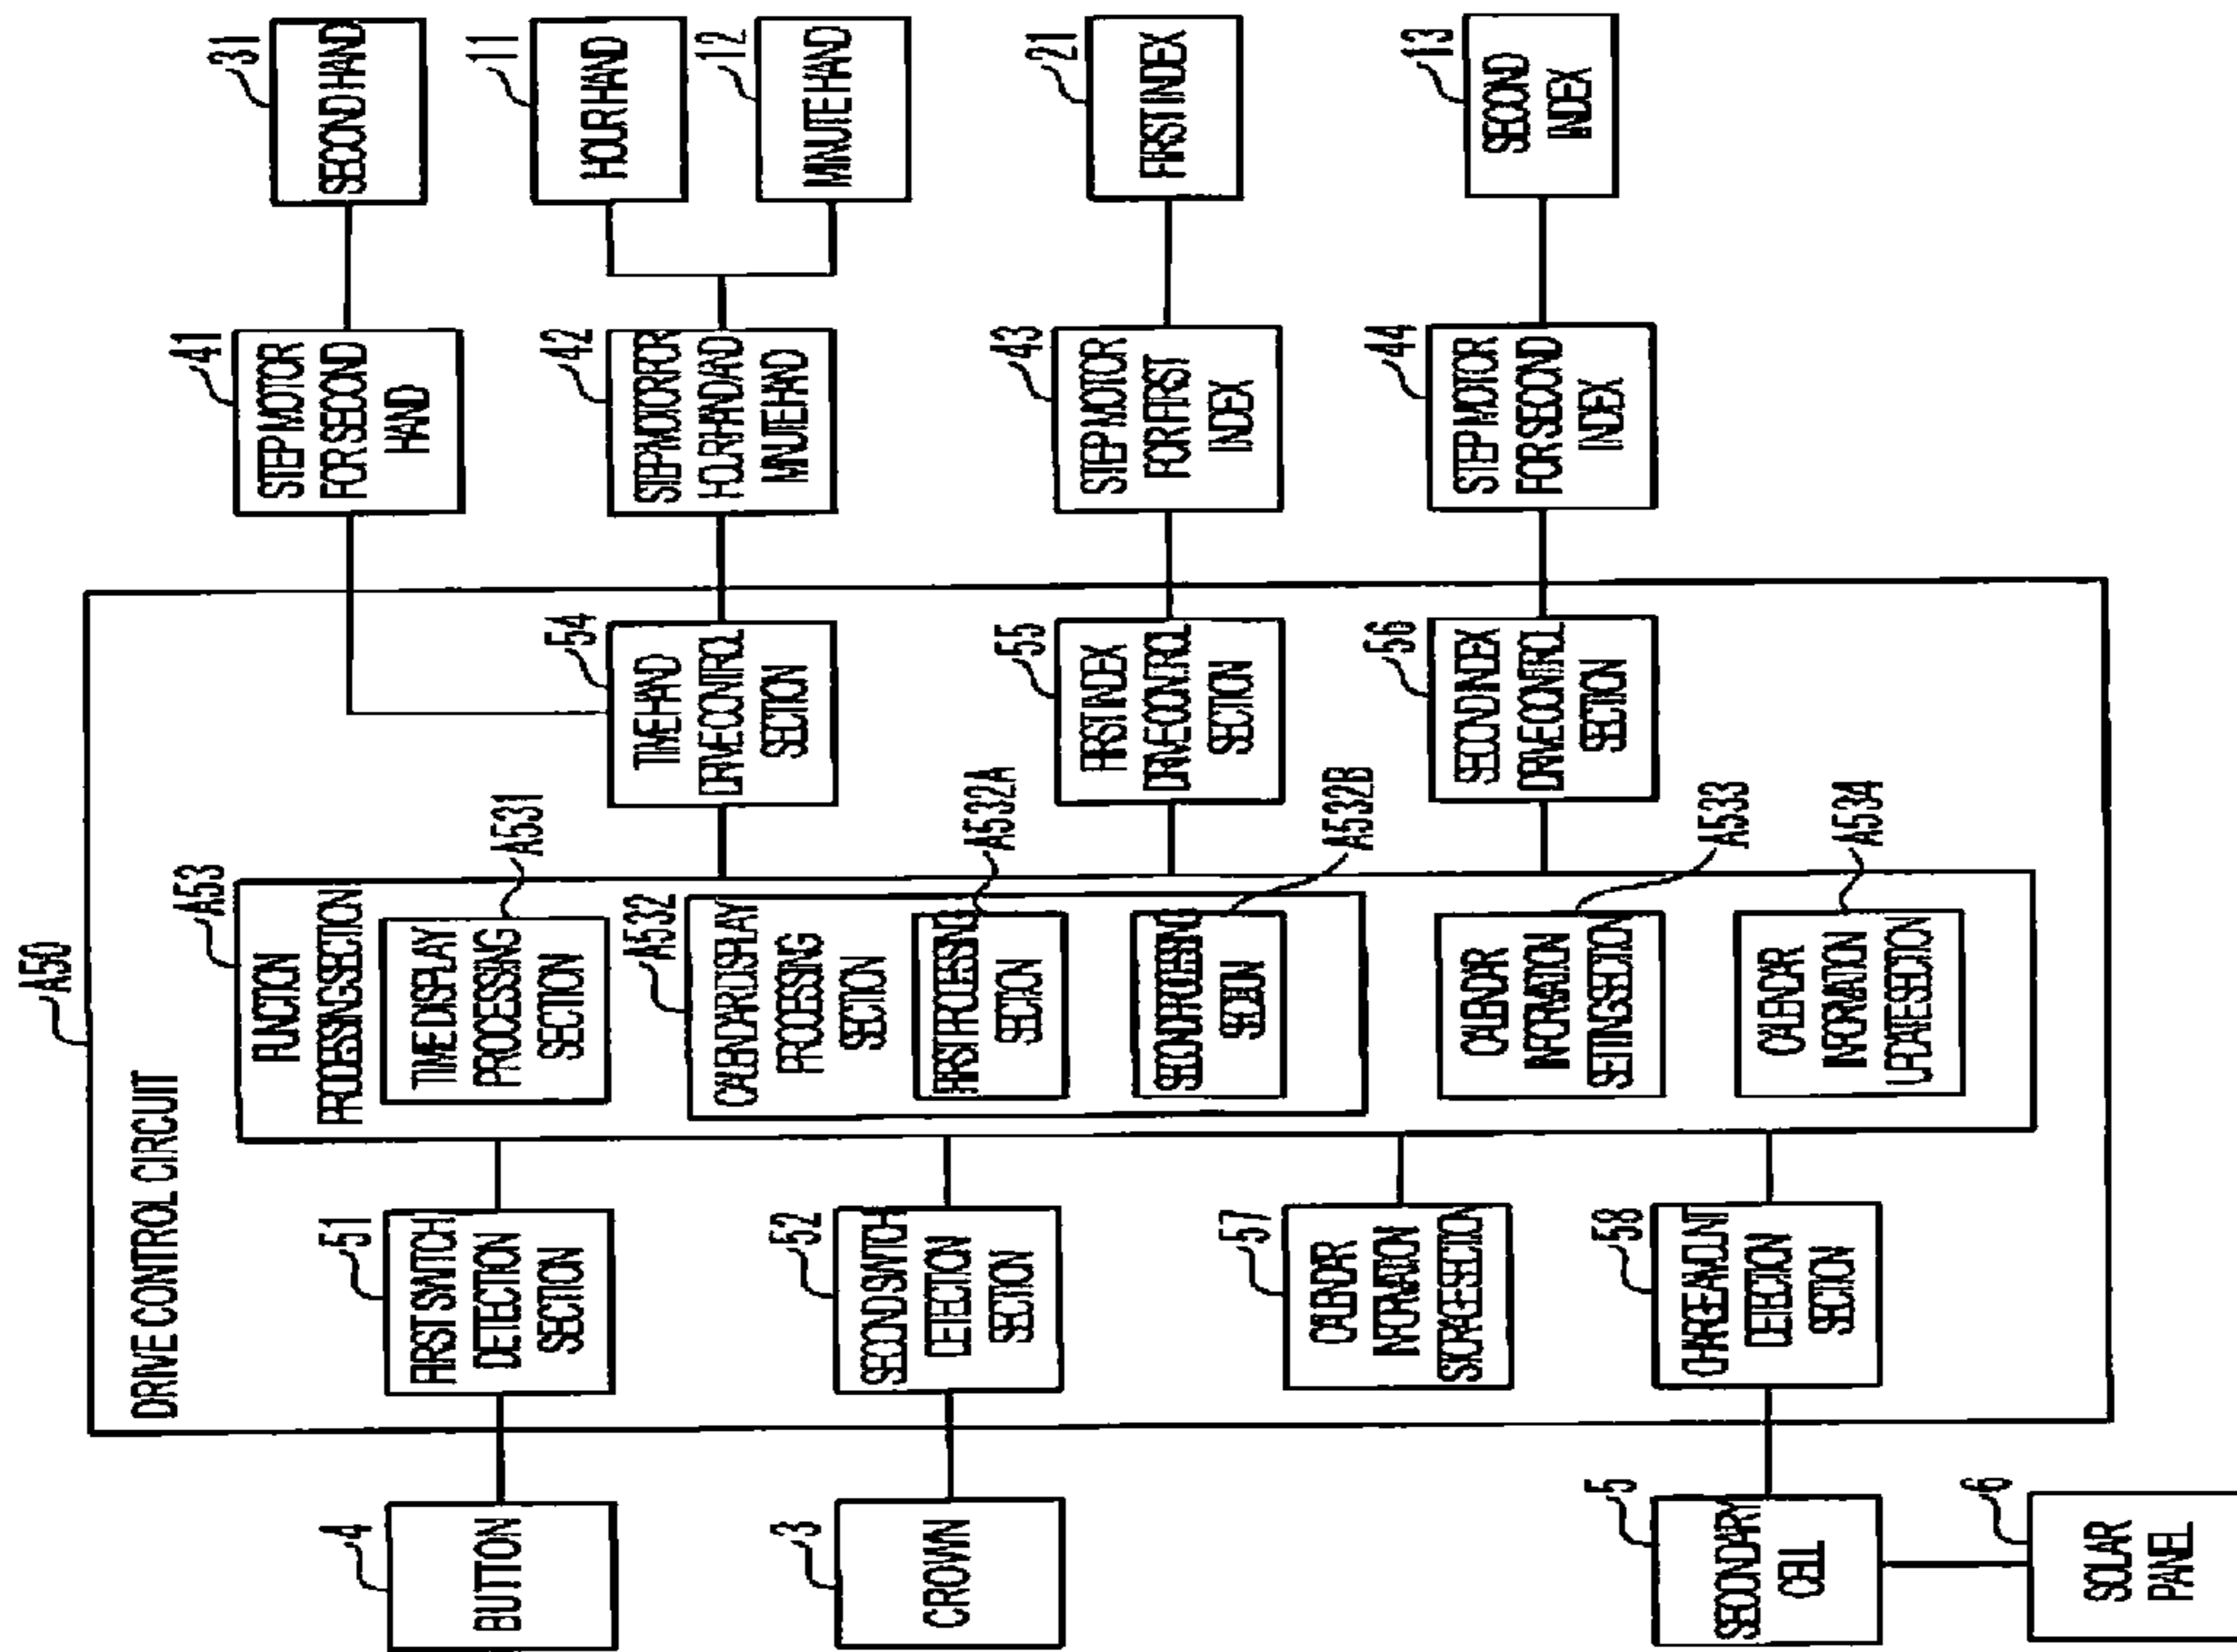 A50
DRIVE CONTROL CIRCUIT
4
BUTTON
3
CROWN
5
SECONDARY
CELL
6
SOLAR
PANEL
51
FIRST SWITCH
DETECTION
SECTION
52
SECOND SWITCH
DETECTION
SECTION
57
CALENDAR
INFORMATION
STORAGE SECTION
58
CHARGE AMOUNT
DETECTION
SECTION
A53
FUNCTION
PROCESSING SECTION
A531
TIME DISPLAY
PROCESSING
SECTION
A532
CALENDAR DISPLAY
PROCESSING
SECTION
A532A
FIRST PROCESSING
SECTION
A532B
SECOND PROCESSING
SECTION
A533
CALENDAR
INFORMATION
SETTING SECTION
A534
CALENDAR
INFORMATION
UPDATE SECTION
54
TIME HAND
DRIVE CONTROL
SECTION
55
FIRST INDEX
DRIVE CONTROL
SECTION
56
SECOND INDEX
DRIVE CONTROL
SECTION
41
STEP MOTOR
FOR SECOND
HAND
42
STEP MOTOR FOR
HOUR HAND AND
MINUTE HAND
43
STEP MOTOR
FOR FIRST
INDEX
44
STEP MOTOR
FOR SECOND
INDEX
31
SECOND HAND
11
HOUR HAND
12
MINUTE HAND
21
FIRST INDEX
13
SECOND
INDEX